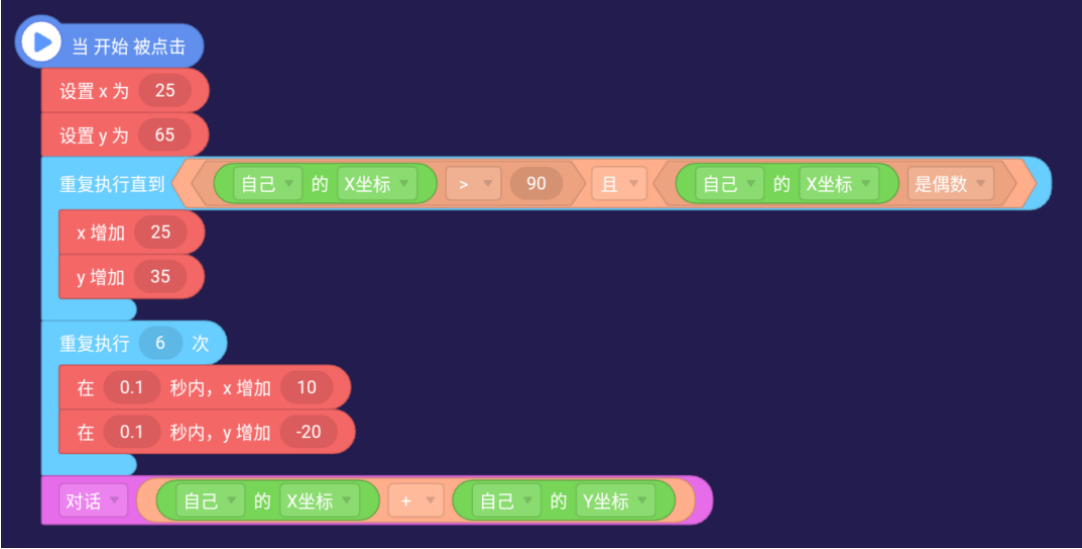 当 开始 被点击
设置 x 为 25
设置 y 为 65
重复执行直到 自己 的 X坐标 > 90 且 自己 的 X坐标 是偶数
x 增加 25
y 增加 35
重复执行 6 次
在 0.1 秒内，x 增加 10
在 0.1 秒内，y 增加 -20
对话 自己 的 X坐标 + 自己 的 Y坐标